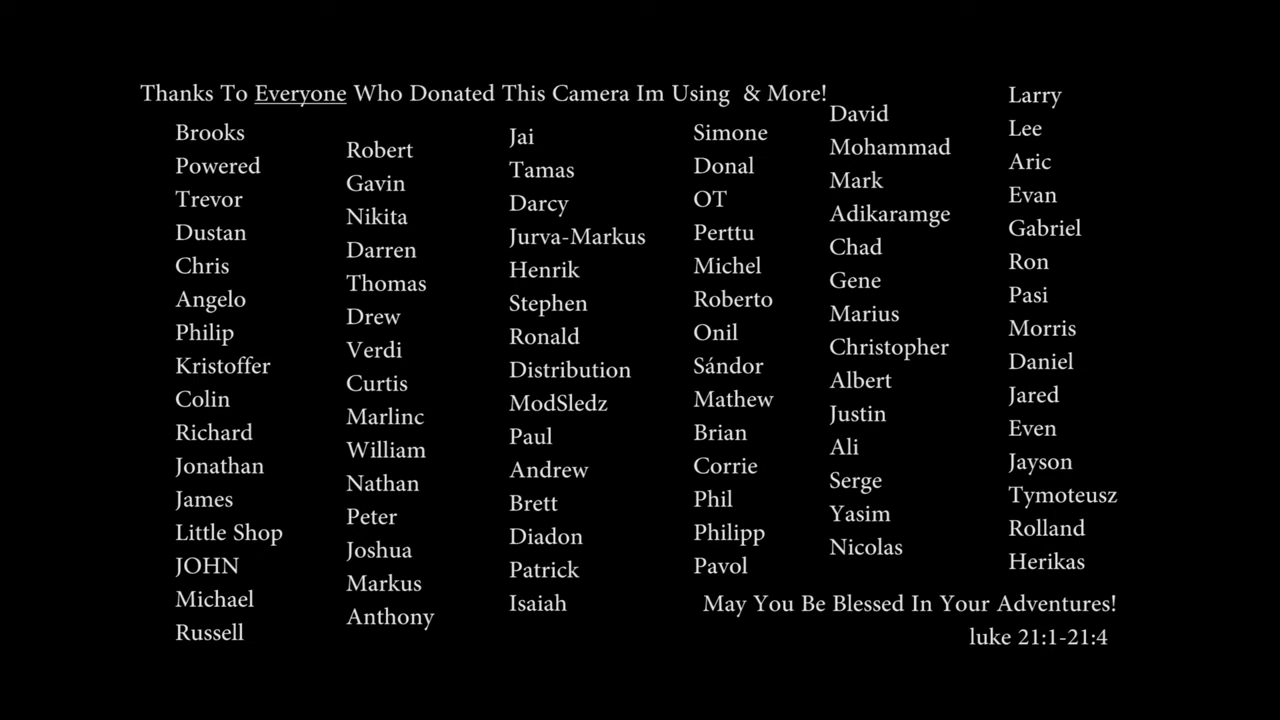 Thanks To Everyone Who Donated This Camera Im Using & More!
Brooks
Powered
Trevor
Dustan
Chris
Angelo
Philip
Kristoffer
Colin
Richard
Jonathan
James
Little Shop
JOHN
Michael
Russell
Robert
Gavin
Nikita
Darren
Thomas
Drew
Verdi
Curtis
Marlinc
William
Nathan
Peter
Joshua
Markus
Anthony
Jai
Tamas
Darcy
Jurva-Markus
Henrik
Stephen
Ronald
Distribution
ModSledz
Paul
Andrew
Brett
Diadon
Patrick
Isaiah
Simone
Donal
OT
Perttu
Michel
Roberto
Onil
Sándor
Mathew
Brian
Corrie
Phil
Philipp
Pavol
David
Mohammad
Mark
Adikaramge
Chad
Gene
Marius
Christopher
Albert
Justin
Ali
Serge
Yasim
Nicolas
Larry
Lee
Aric
Evan
Gabriel
Ron
Pasi
Morris
Daniel
Jared
Even
Jayson
Tymoteusz
Rolland
Herikas
May You Be Blessed In Your Adventures!
luke 21:1-21:4